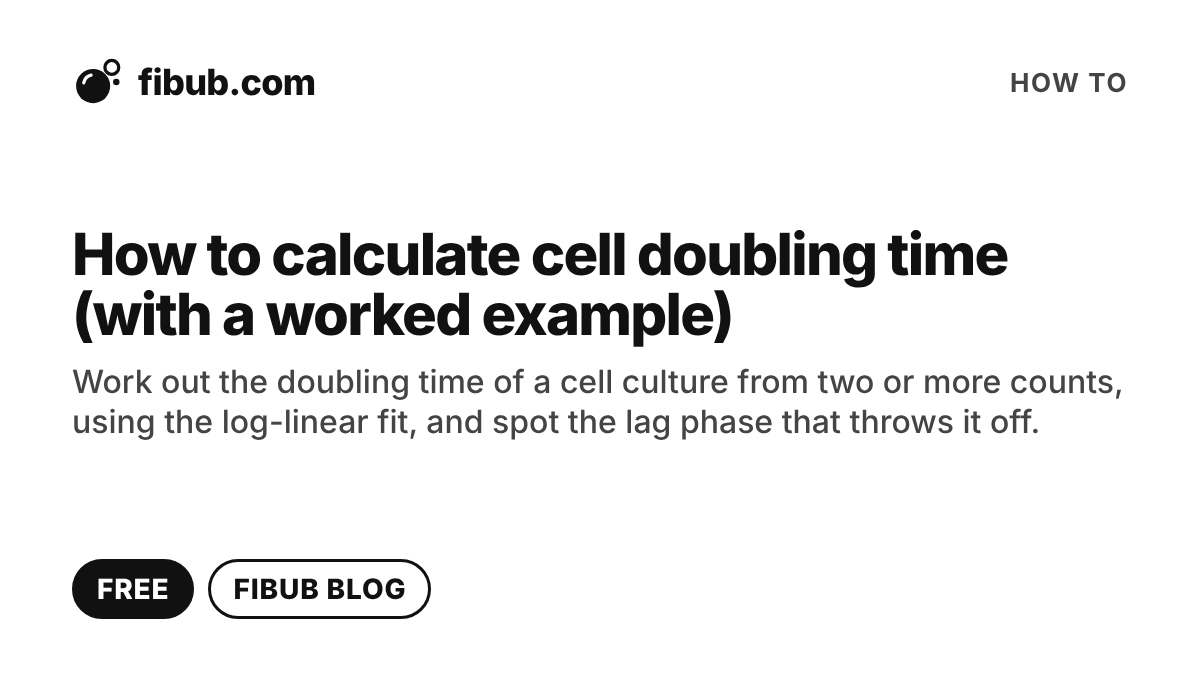 fibub.com
HOW TO
How to calculate cell doubling time
(with a worked example)
Work out the doubling time of a cell culture from two or more counts,
using the log-linear fit, and spot the lag phase that throws it off.
FREE
FIBUB BLOG